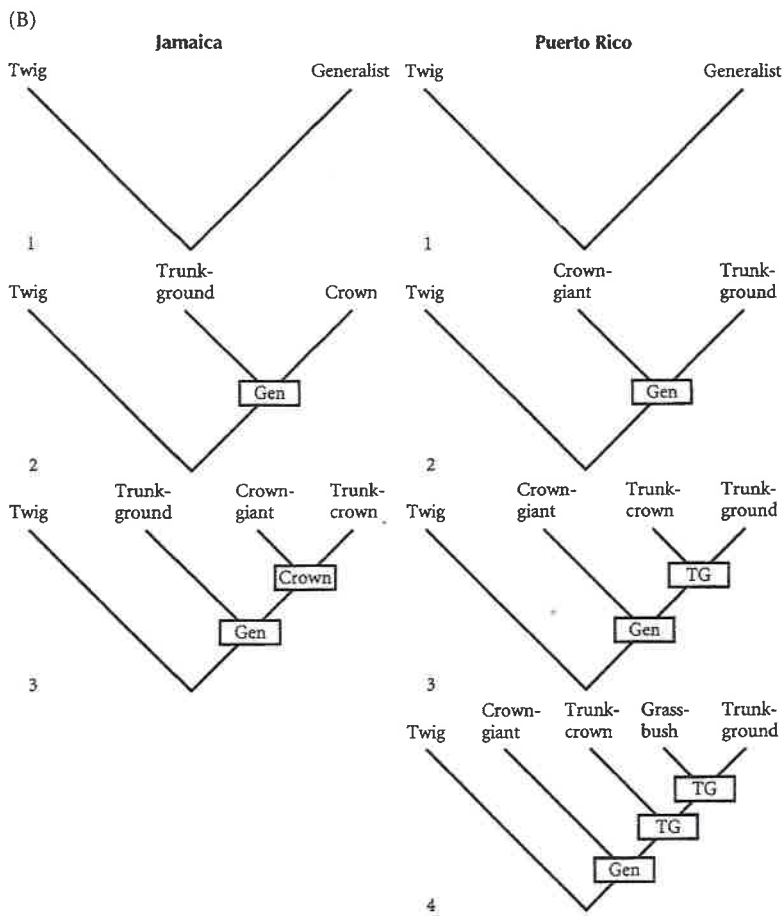 (B)
Jamaica
Twig
Generalist
1
Twig
Trunk-
ground
Crown
Gen
2
Twig
Trunk-
ground
Crown-
giant
Trunk-
crown
Crown
Gen
3
Puerto Rico
Twig
Generalist
1
Twig
Crown-
giant
Trunk-
ground
Gen
2
Twig
Crown-
giant
Trunk-
crown
Trunk-
ground
TG
Gen
3
Twig
Crown-
giant
Trunk-
crown
Grass-
bush
Trunk-
ground
TG
TG
Gen
4